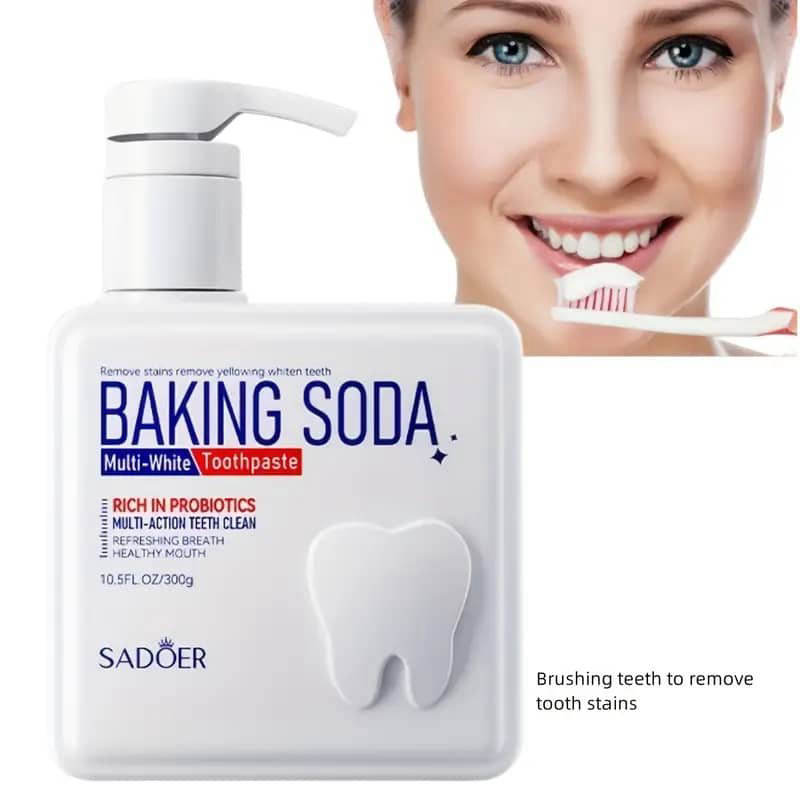 Remove stains remove yellowing whiten teeth
BAKING SODA
Multi-White Toothpaste
RICH IN PROBIOTICS
MULTI-ACTION TEETH CLEAN
REFRESHING BREATH
HEALTHY MOUTH
10.5FL.OZ/300g
SADOER
Brushing teeth to remove
tooth stains